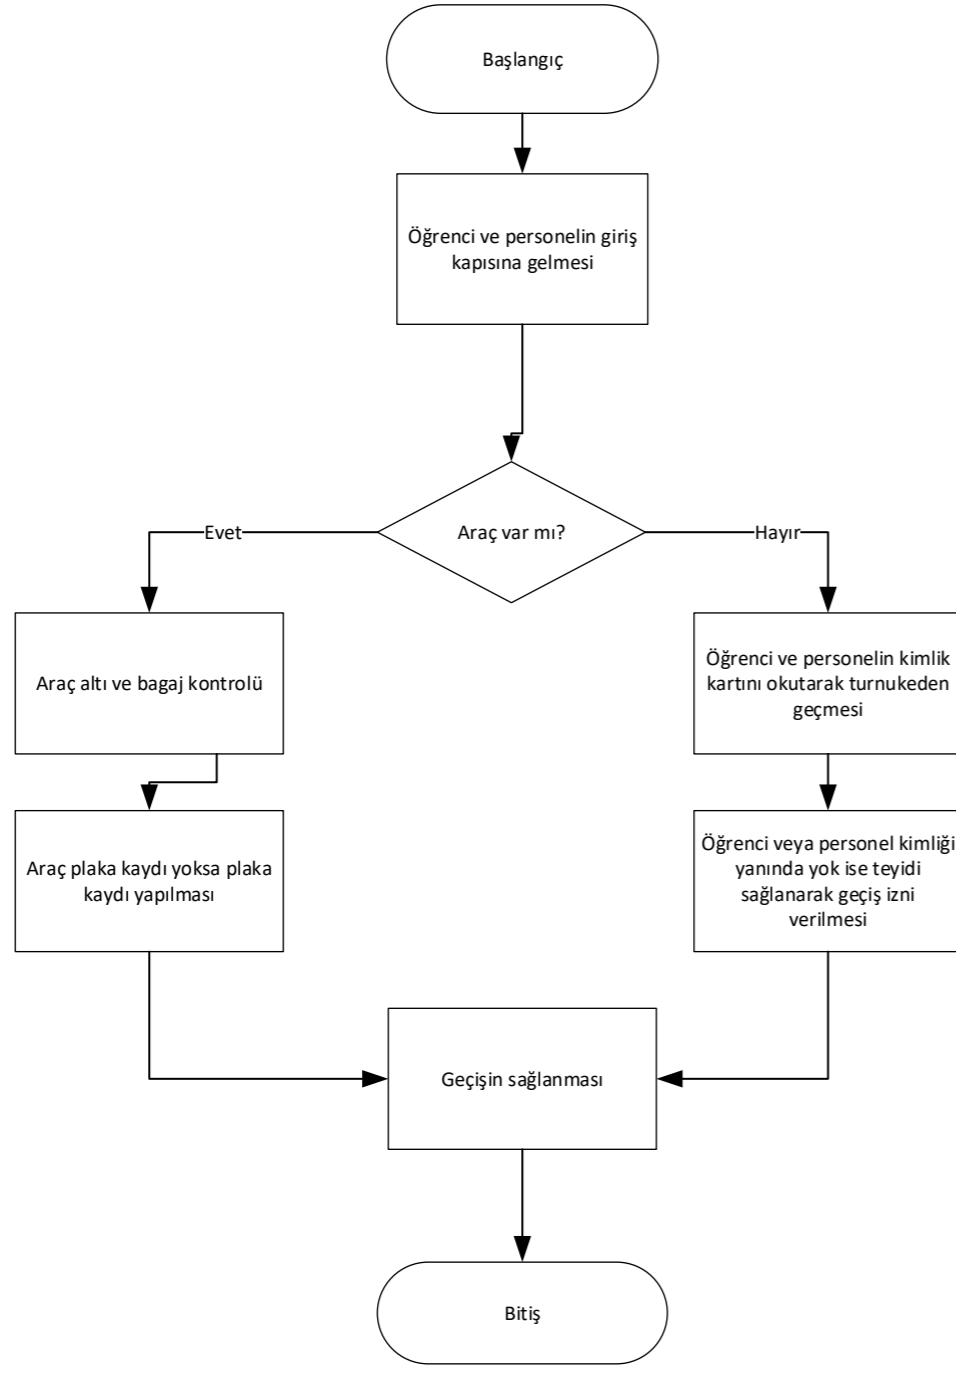 Başlangıç
Öğrenci ve personelin giriş
kapısına gelmesi
Araç var mı?
Evet
Hayır
Araç altı ve bagaj kontrolü
Öğrenci ve personelin kimlik
kartını okutarak turnukeden
geçmesi
Araç plaka kaydı yoksa plaka
kaydı yapılması
Öğrenci veya personel kimliği
yanında yok ise teyidi
sağlanarak geçiş izni
verilmesi
Geçişin sağlanması
Bitiş